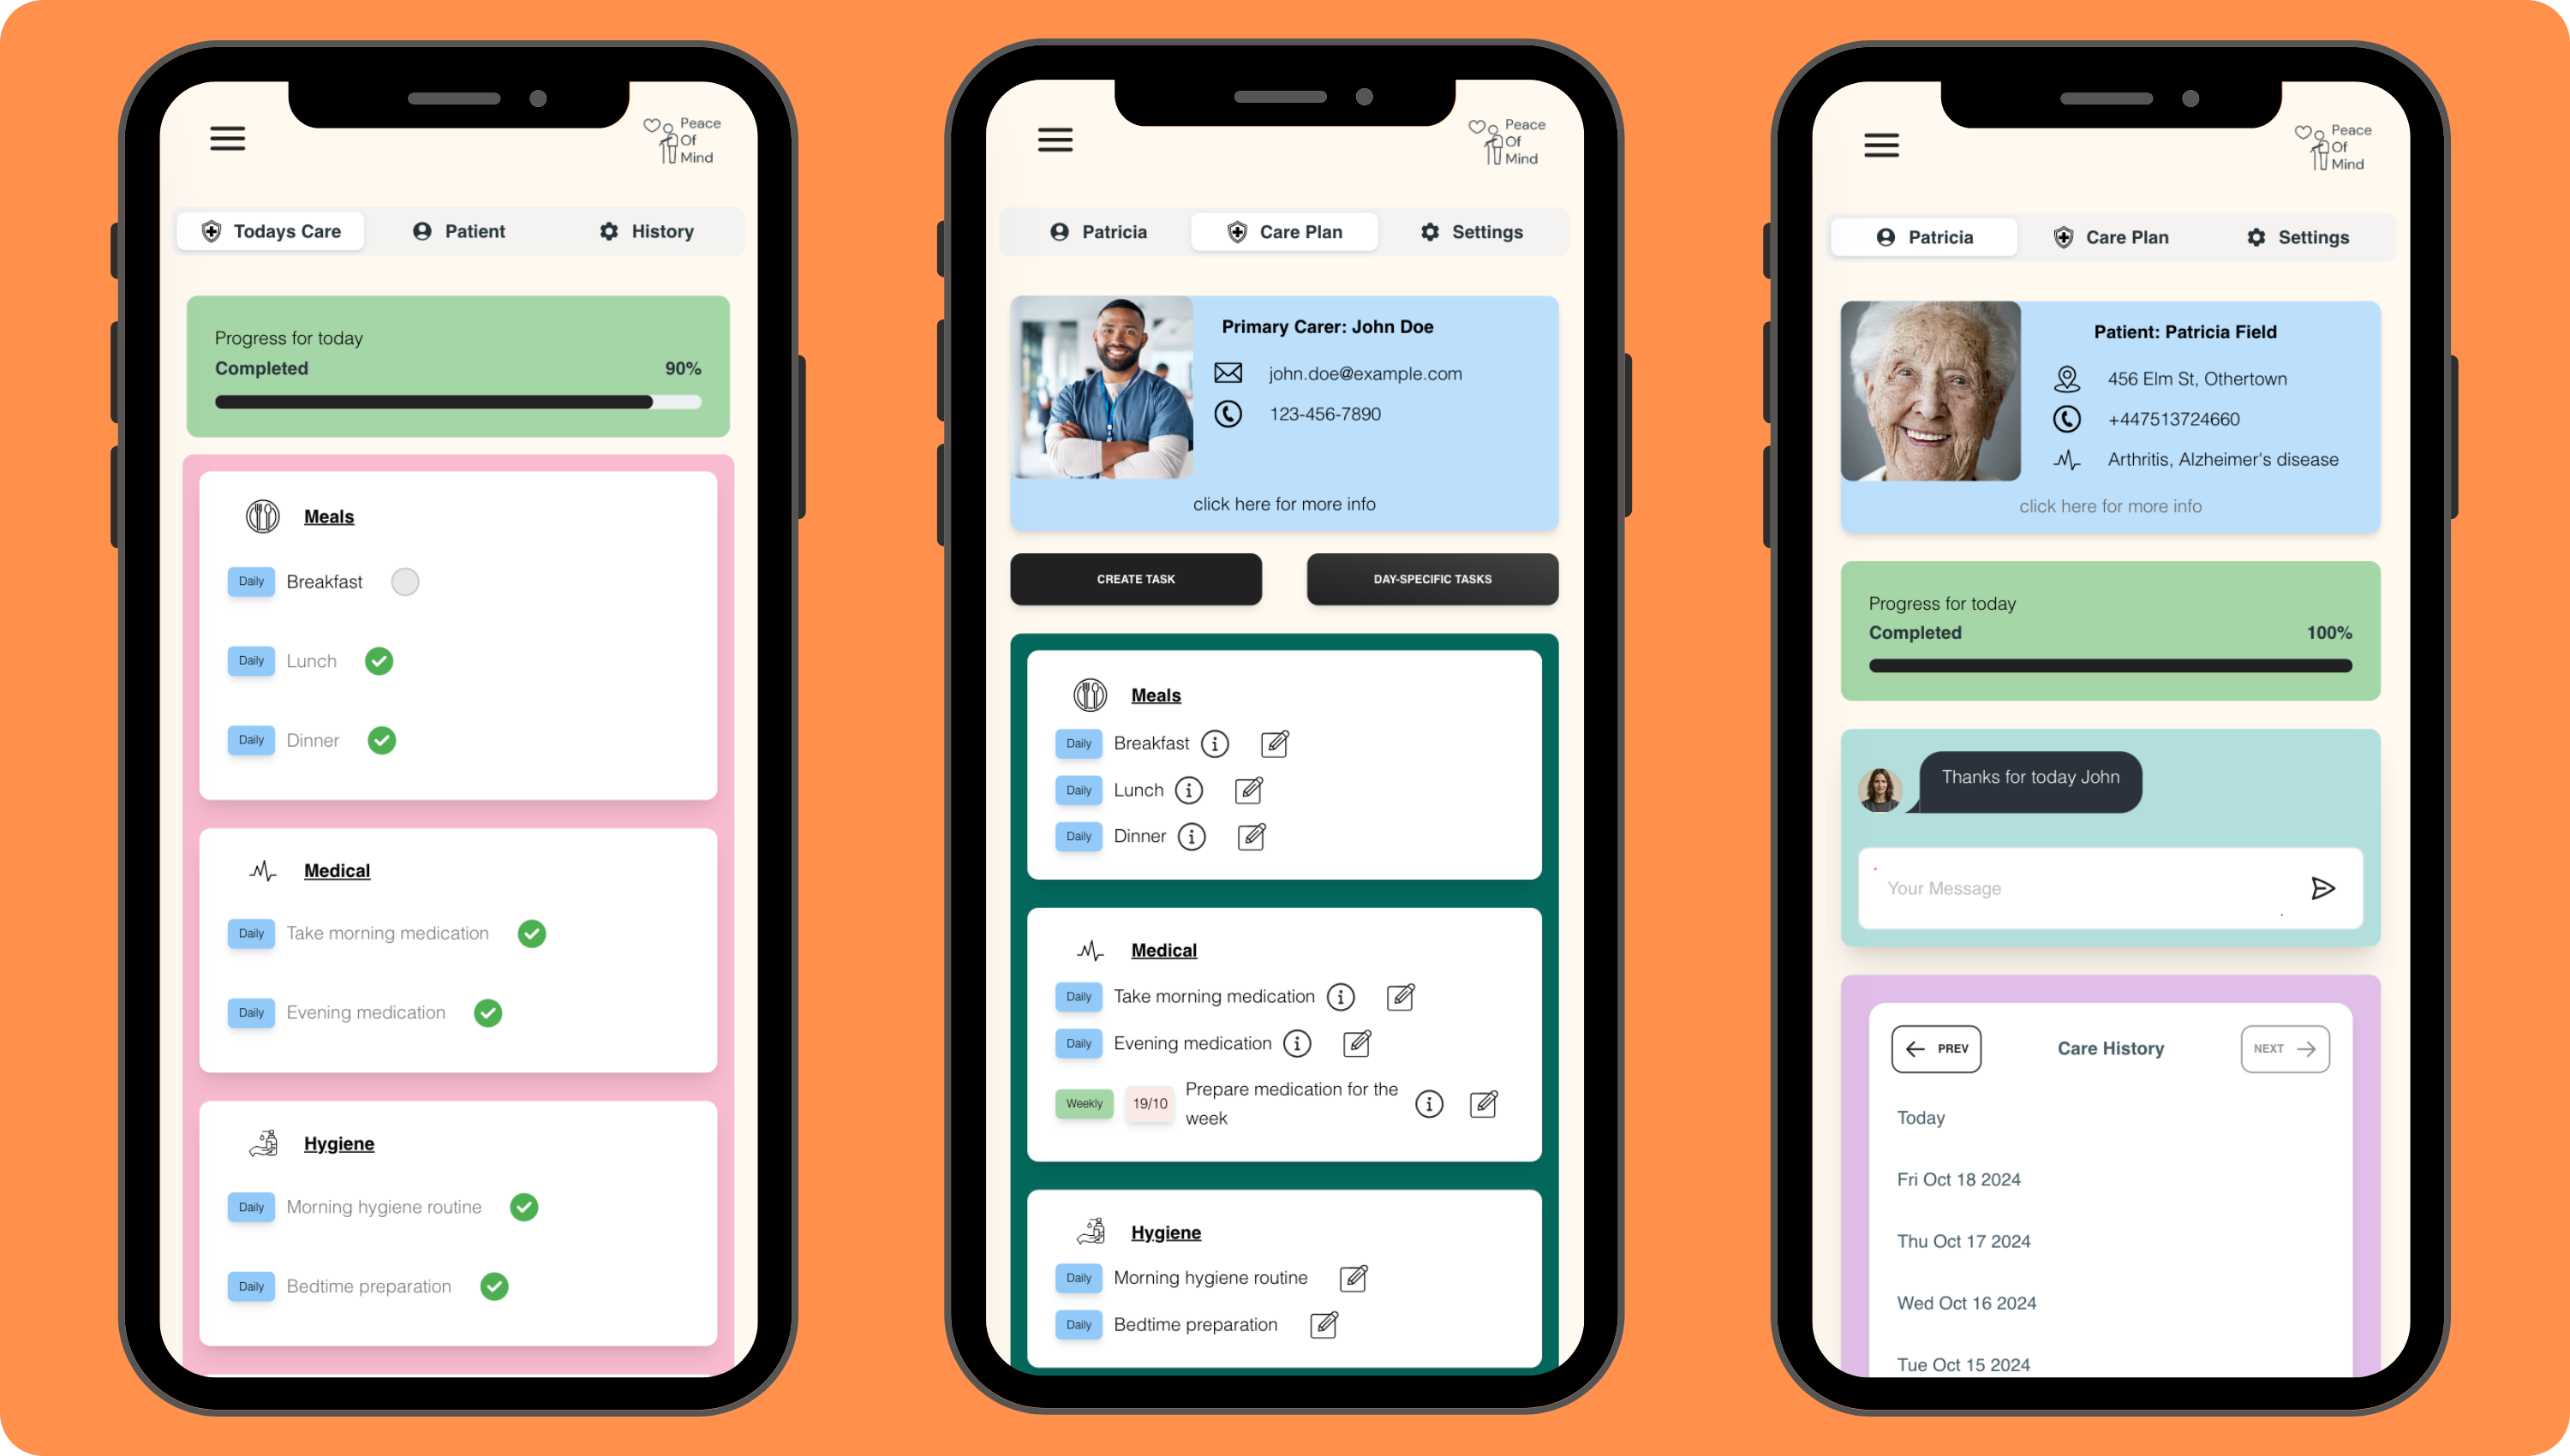 Peace
Of
Mind
Todays Care
Patient
History
Progress for today
Completed 90%
Meals
Daily Breakfast
Daily Lunch
Daily Dinner
Medical
Daily Take morning medication
Daily Evening medication
Hygiene
Daily Morning hygiene routine
Daily Bedtime preparation
Peace
Of
Mind
Patricia
Care Plan
Settings
Primary Carer: John Doe
john.doe@example.com
123-456-7890
click here for more info
CREATE TASK
DAY-SPECIFIC TASKS
Meals
Daily Breakfast
Daily Lunch
Daily Dinner
Medical
Daily Take morning medication
Daily Evening medication
Weekly 19/10 Prepare medication for the
week
Hygiene
Daily Morning hygiene routine
Daily Bedtime preparation
Peace
Of
Mind
Patricia
Care Plan
Settings
Patient: Patricia Field
456 Elm St, Othertown
+447513724660
Arthritis, Alzheimer's disease
click here for more info
Progress for today
Completed 100%
Thanks for today John
Your Message
PREV
Care History
NEXT
Today
Fri Oct 18 2024
Thu Oct 17 2024
Wed Oct 16 2024
Tue Oct 15 2024